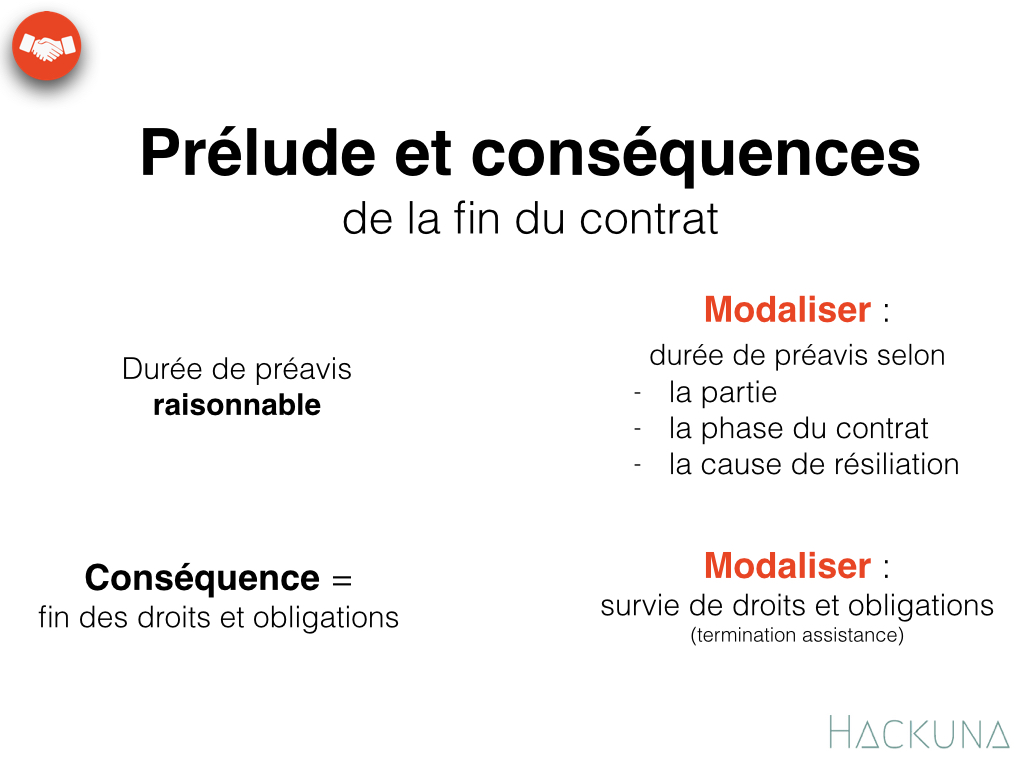 Prélude et conséquences
de la fin du contrat
Durée de préavis
raisonnable
Modaliser :
durée de préavis selon
- la partie
- la phase du contrat
- la cause de résiliation
Conséquence =
fin des droits et obligations
Modaliser :
survie de droits et obligations
(termination assistance)
HACKUNA